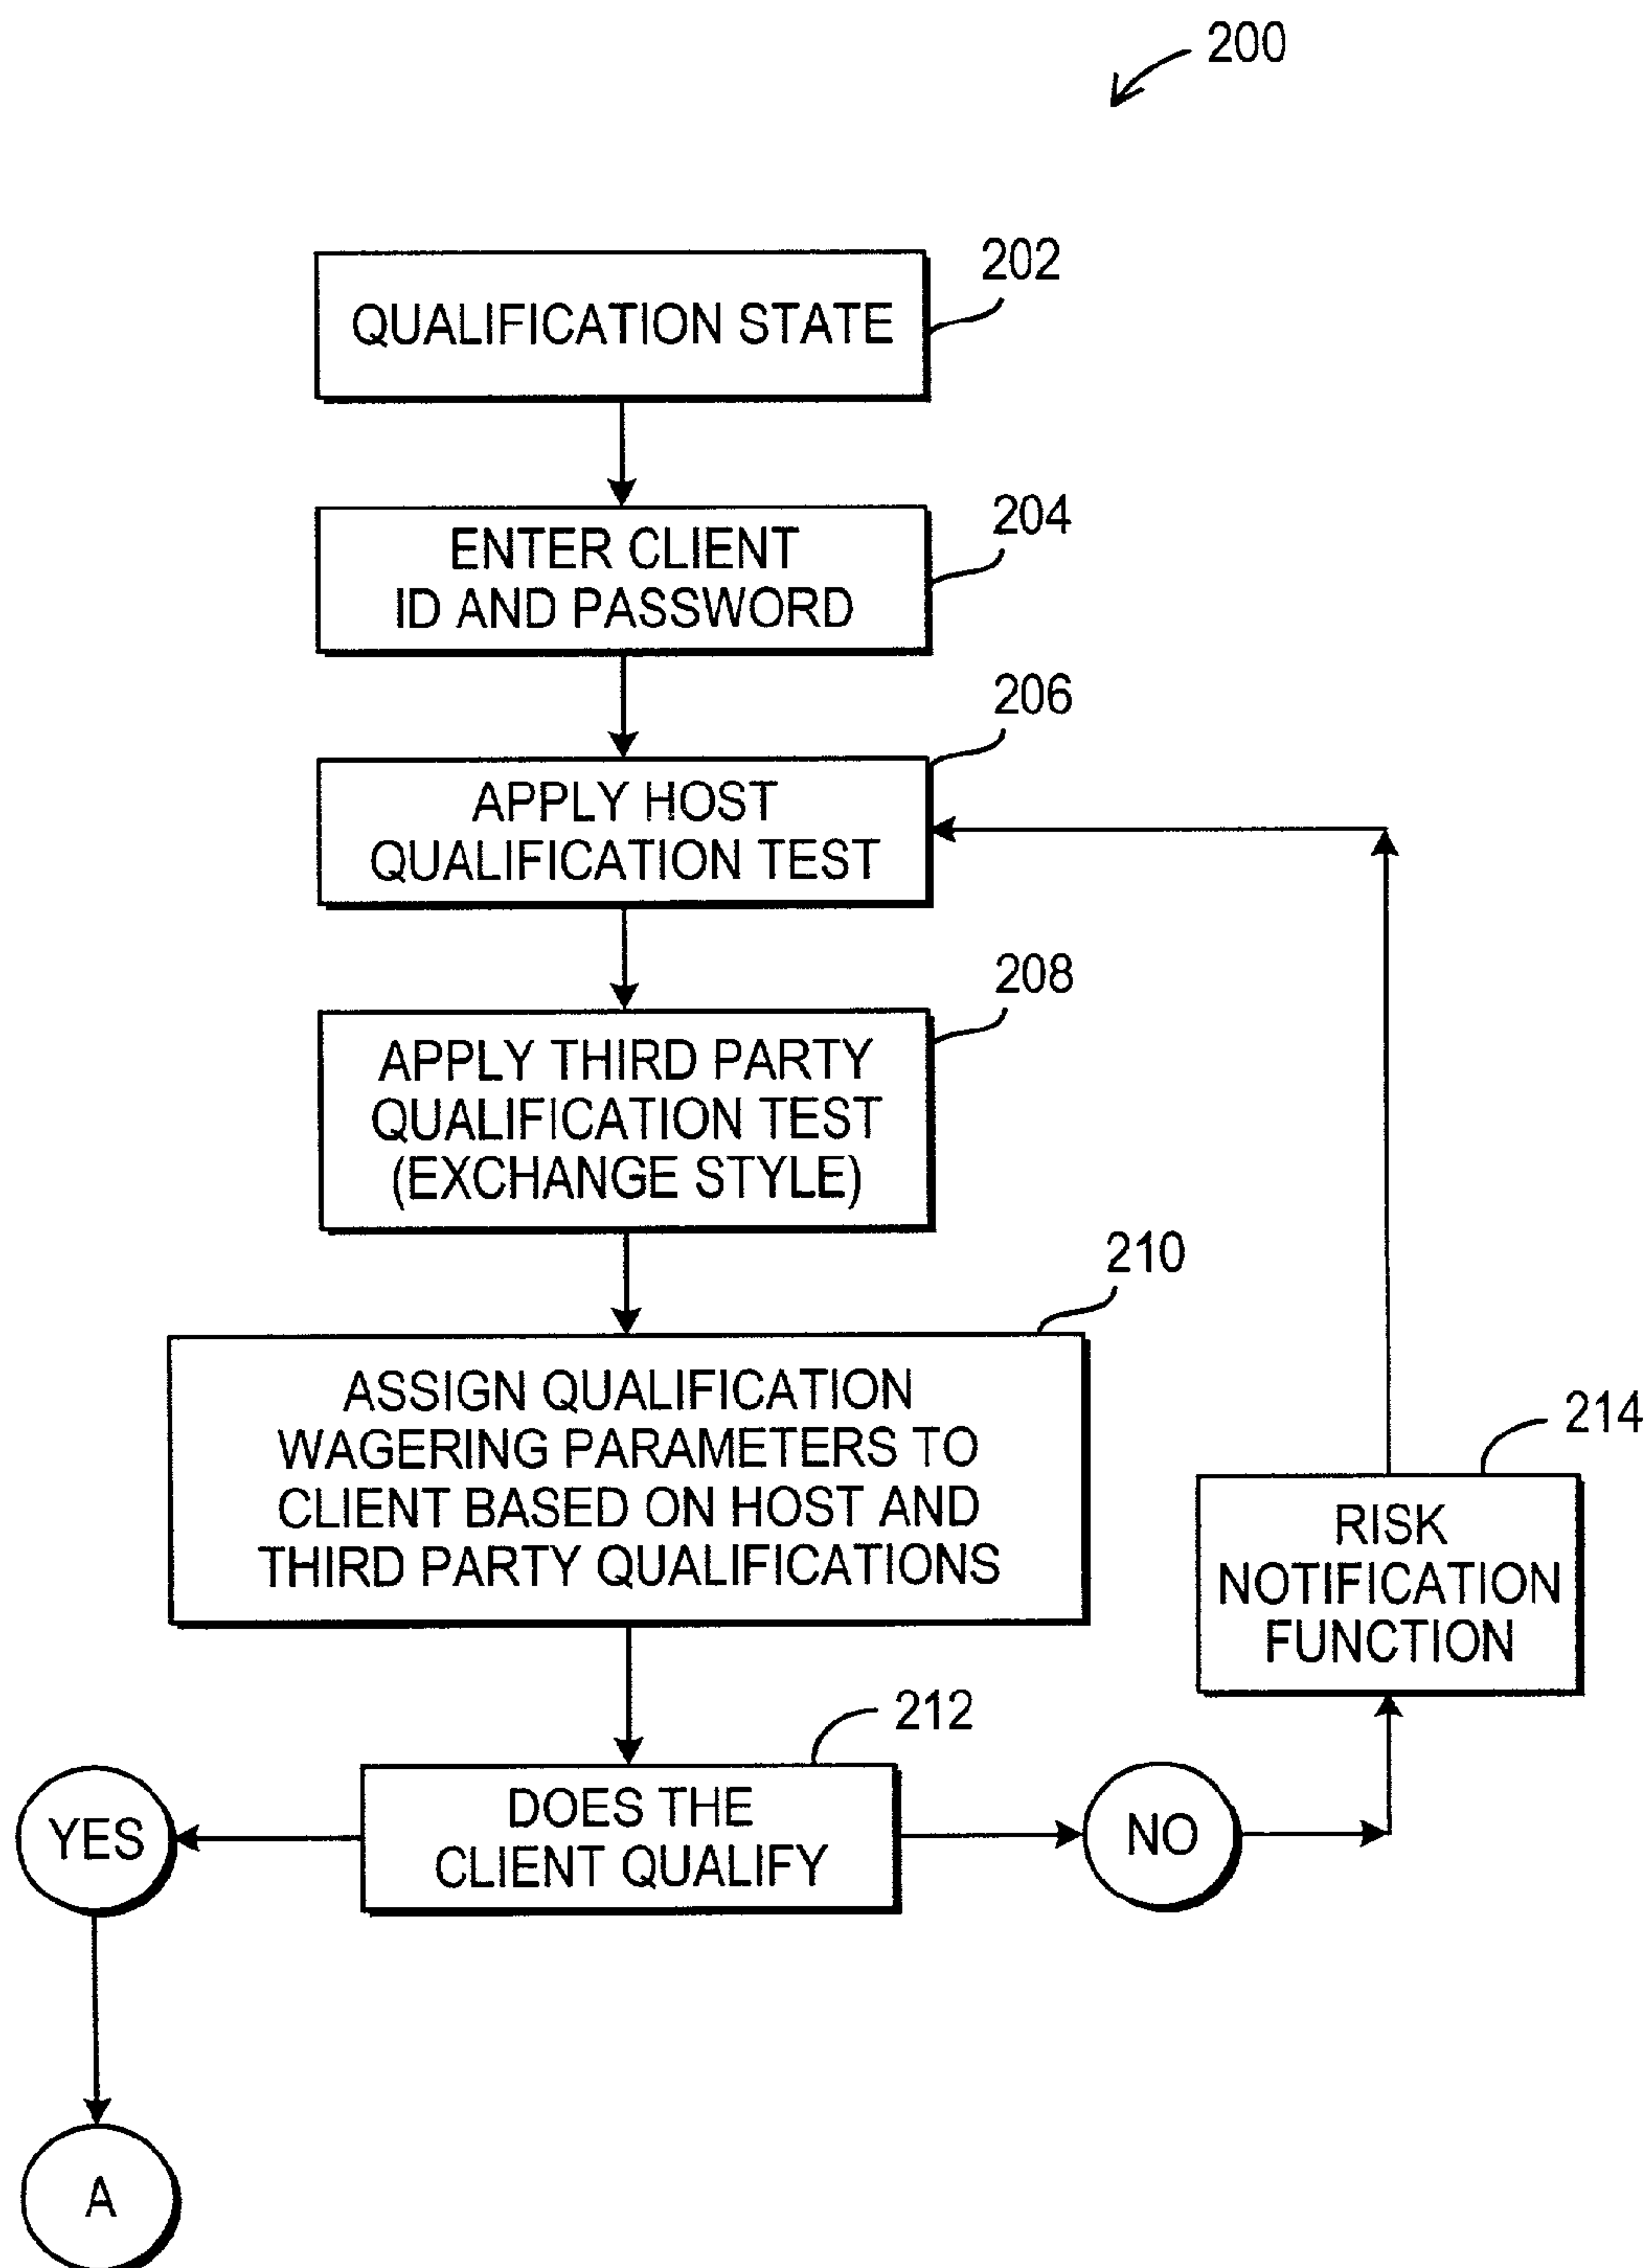 200
202
QUALIFICATION STATE
204
ENTER CLIENT
ID AND PASSWORD
206
APPLY HOST
QUALIFICATION TEST
208
APPLY THIRD PARTY
QUALIFICATION TEST
(EXCHANGE STYLE)
210
ASSIGN QUALIFICATION
WAGERING PARAMETERS TO
CLIENT BASED ON HOST AND
THIRD PARTY QUALIFICATIONS
214
RISK
NOTIFICATION
FUNCTION
212
DOES THE
CLIENT QUALIFY
YES
NO
A